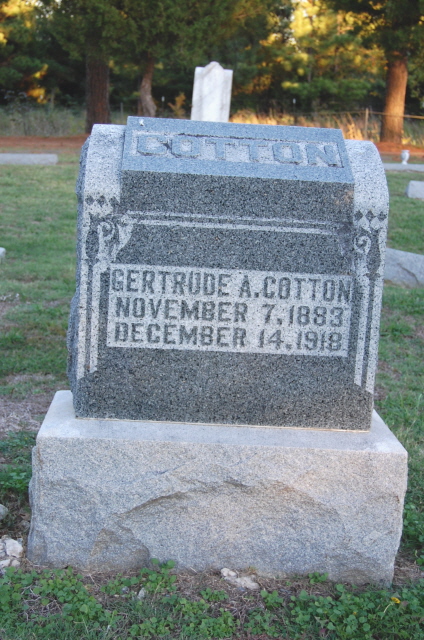 COTTON
GERTRUDE A. COTTON
NOVEMBER 7, 1883
DECEMBER 14, 1918